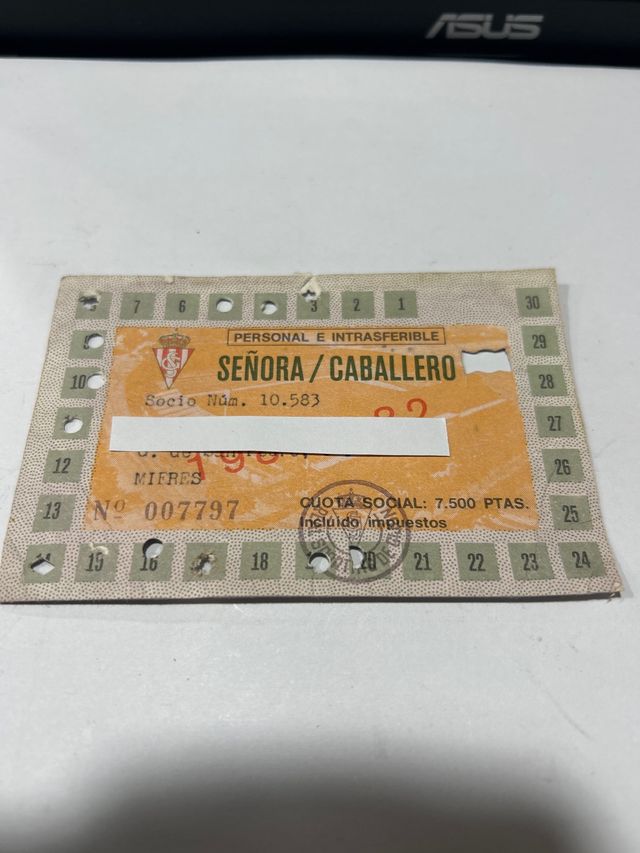 ASUS
7 6 3 2 1 30
PERSONAL E INTRASFERIBLE
29
SEÑORA / CABALLERO
10
28
Socio Núm. 10.583
27
12
26
MIERES
13
Nº 007797
CUOTA SOCIAL: 7.500 PTAS.
Incluído impuestos
25
14 15 16 18 20 21 22 23 24